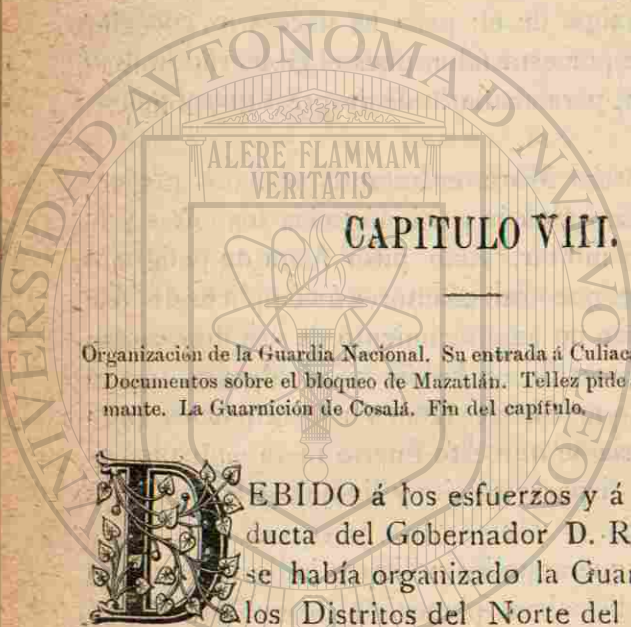 ALERE FLAMMAM
VERITATIS
CAPITULO VIII.
Organización de la Guardia Nacional. Su entrada á Culiac
Documentos sobre el bloqueo de Mazatlán. Tellez pide
mante. La Guarnición de Cosalá. Fin del capítulo.
DEBIDO á los esfuerzos y á
ducta del Gobernador D. R
se había organizado la Guar
los Distritos del Norte del